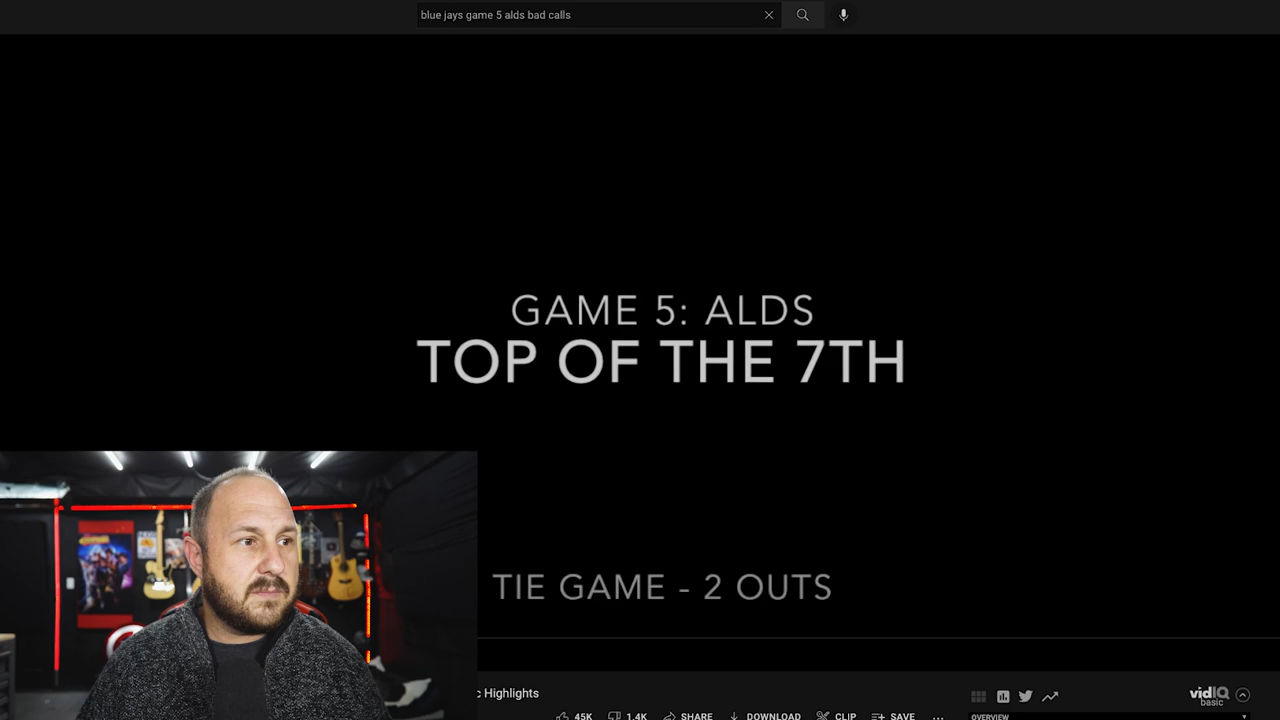 blue jays game 5 alds bad calls
GAME 5: ALDS
TOP OF THE 7TH
TIE GAME - 2 OUTS
c Highlights
45K
1.4K
SHARE
DOWNLOAD
CLIP
SAVE
vidIQ
basic
OVERVIEW